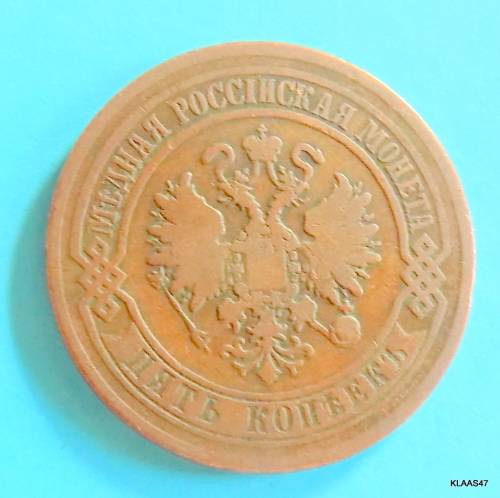 МѢДНАЯ РОССІЙСКАЯ МОНЕТА
ПЯТЬ КОПѢЕКЪ
KLAAS47